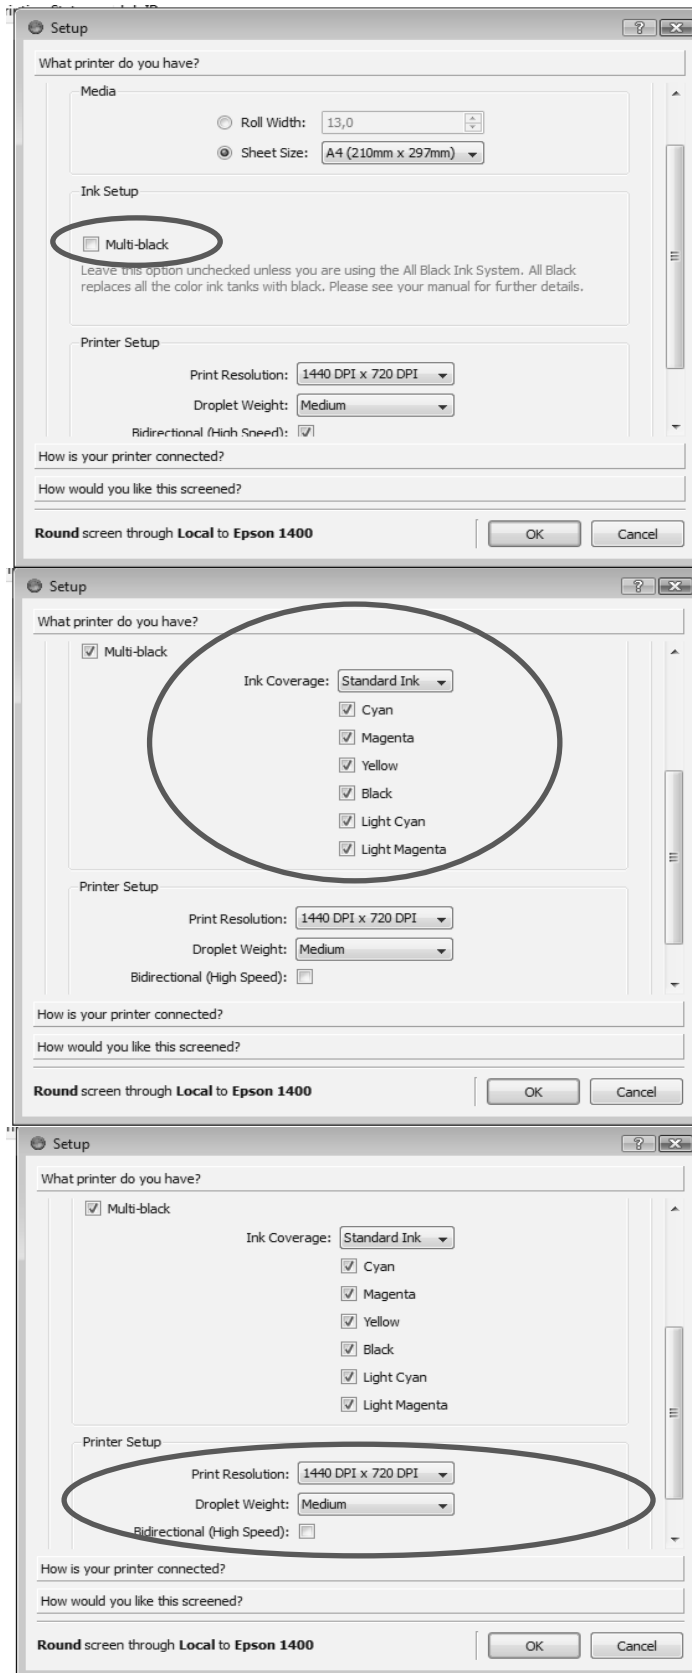 Setup
What printer do you have?
Media
Roll Width: 13,0
Sheet Size: A4 (210mm x 297mm)
Ink Setup
Multi-black
Leave this option unchecked unless you are using the All Black Ink System. All Black
replaces all the color ink tanks with black. Please see your manual for further details.
Printer Setup
Print Resolution: 1440 DPI x 720 DPI
Droplet Weight: Medium
Bidirectional (High Speed):
How is your printer connected?
How would you like this screened?
Round screen through Local to Epson 1400
OK Cancel
Setup
What printer do you have?
Multi-black
Ink Coverage: Standard Ink
Cyan
Magenta
Yellow
Black
Light Cyan
Light Magenta
Printer Setup
Print Resolution: 1440 DPI x 720 DPI
Droplet Weight: Medium
Bidirectional (High Speed):
How is your printer connected?
How would you like this screened?
Round screen through Local to Epson 1400
OK Cancel
Setup
What printer do you have?
Multi-black
Ink Coverage: Standard Ink
Cyan
Magenta
Yellow
Black
Light Cyan
Light Magenta
Printer Setup
Print Resolution: 1440 DPI x 720 DPI
Droplet Weight: Medium
Bidirectional (High Speed):
How is your printer connected?
How would you like this screened?
Round screen through Local to Epson 1400
OK Cancel